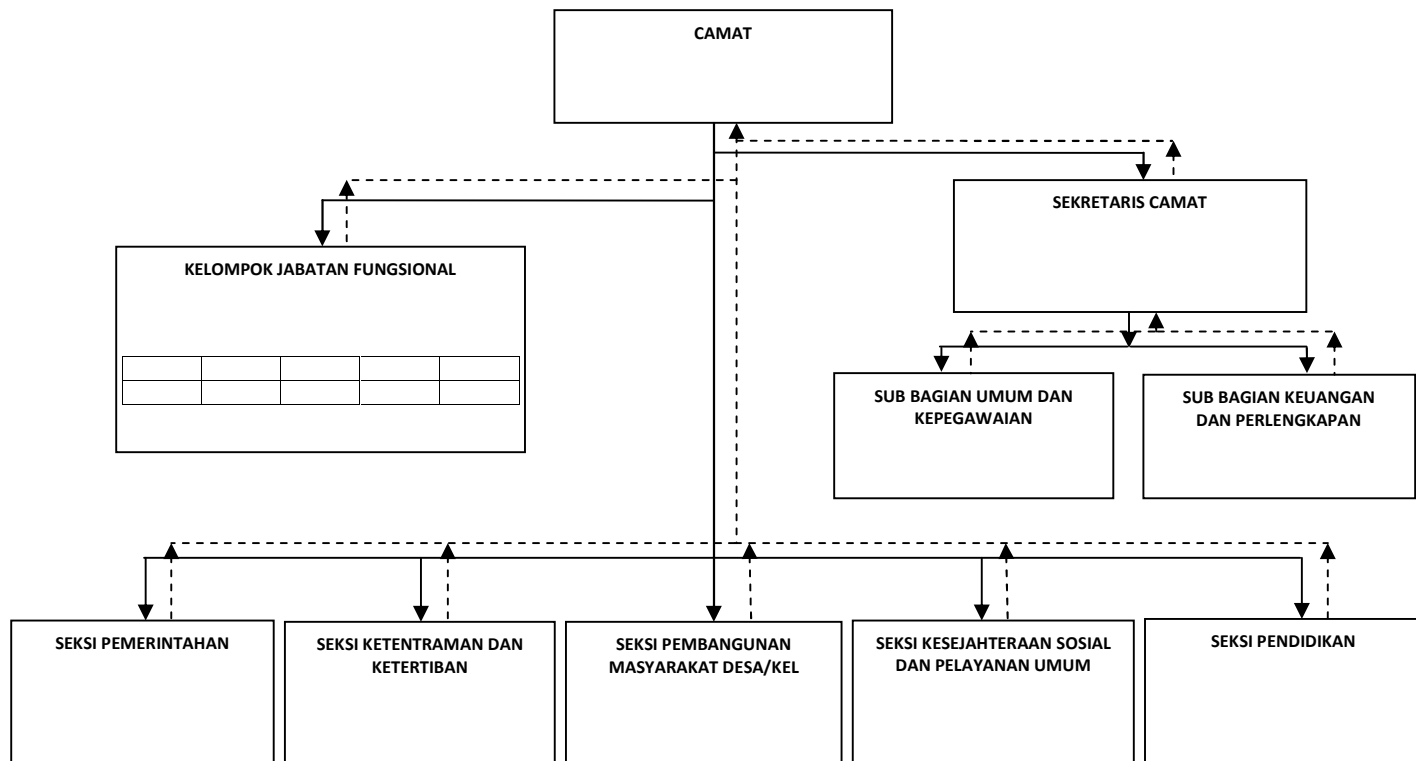 CAMAT
SEKRETARIS CAMAT
KELOMPOK JABATAN FUNGSIONAL
SUB BAGIAN UMUM DAN
KEPEGAWAIAN
SUB BAGIAN KEUANGAN
DAN PERLENGKAPAN
SEKSI PEMERINTAHAN
SEKSI KETENTRAMAN DAN
KETERTIBAN
SEKSI PEMBANGUNAN
MASYARAKAT DESA/KEL
SEKSI KESEJAHTERAAN SOSIAL
DAN PELAYANAN UMUM
SEKSI PENDIDIKAN